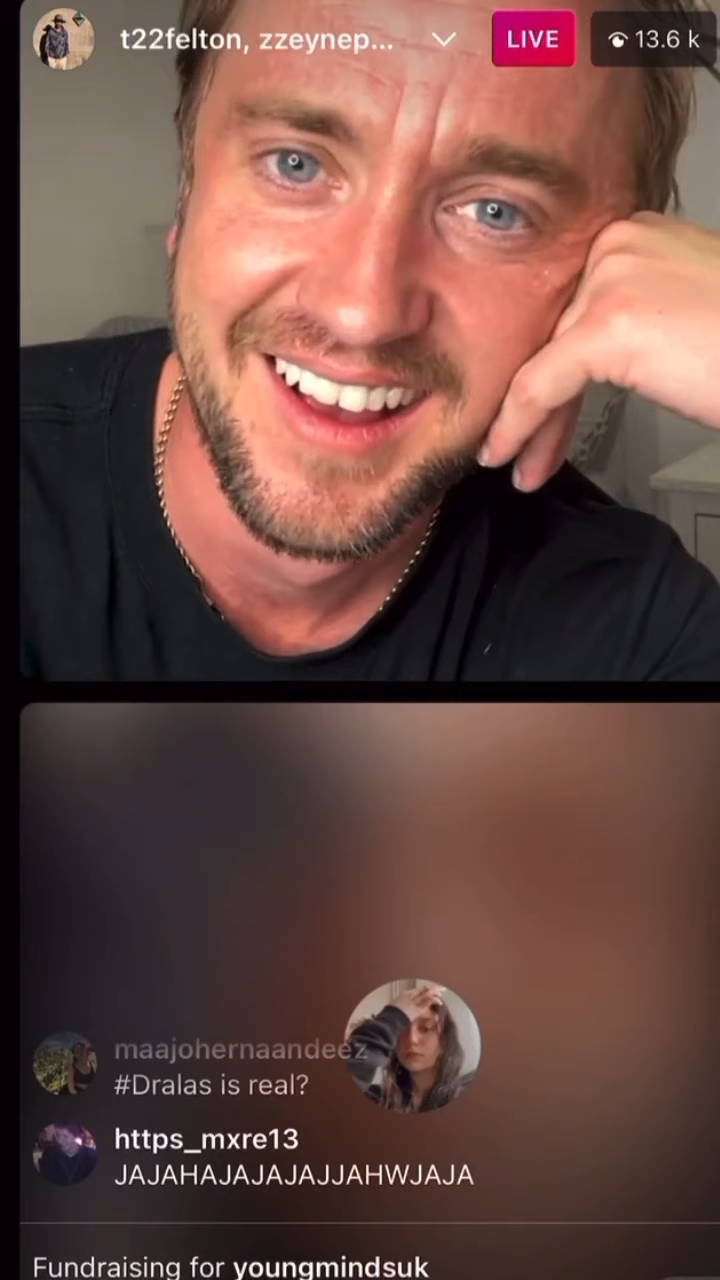 t22felton, zzeynep...
LIVE
13.6 k
maajohernaandeez
#Dralas is real?
https_mxre13
JAJAHAJAJAJAJJAHWJAJA
Fundraising for youngmindsuk